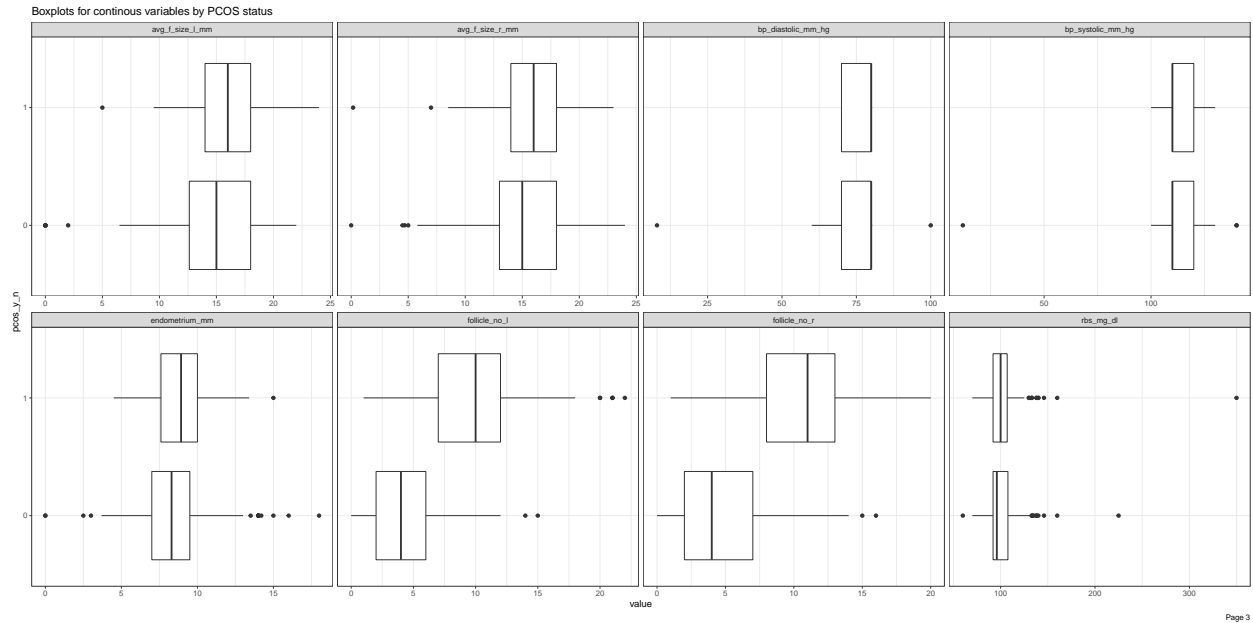 Boxplots for continous variables by PCOS status
avg_f_size_l_mm avg_f_size_r_mm bp_diastolic_mm_hg bp_systolic_mm_hg
1
0
0 5 10 15 20 25 0 5 10 15 20 25 25 50 75 100 50 100
pcos_y_n
endometrium_mm follicle_no_l follicle_no_r rbs_mg_dl
1
0
0 5 10 15 0 5 10 15 20 0 5 10 15 20 100 200 300
value
Page 3